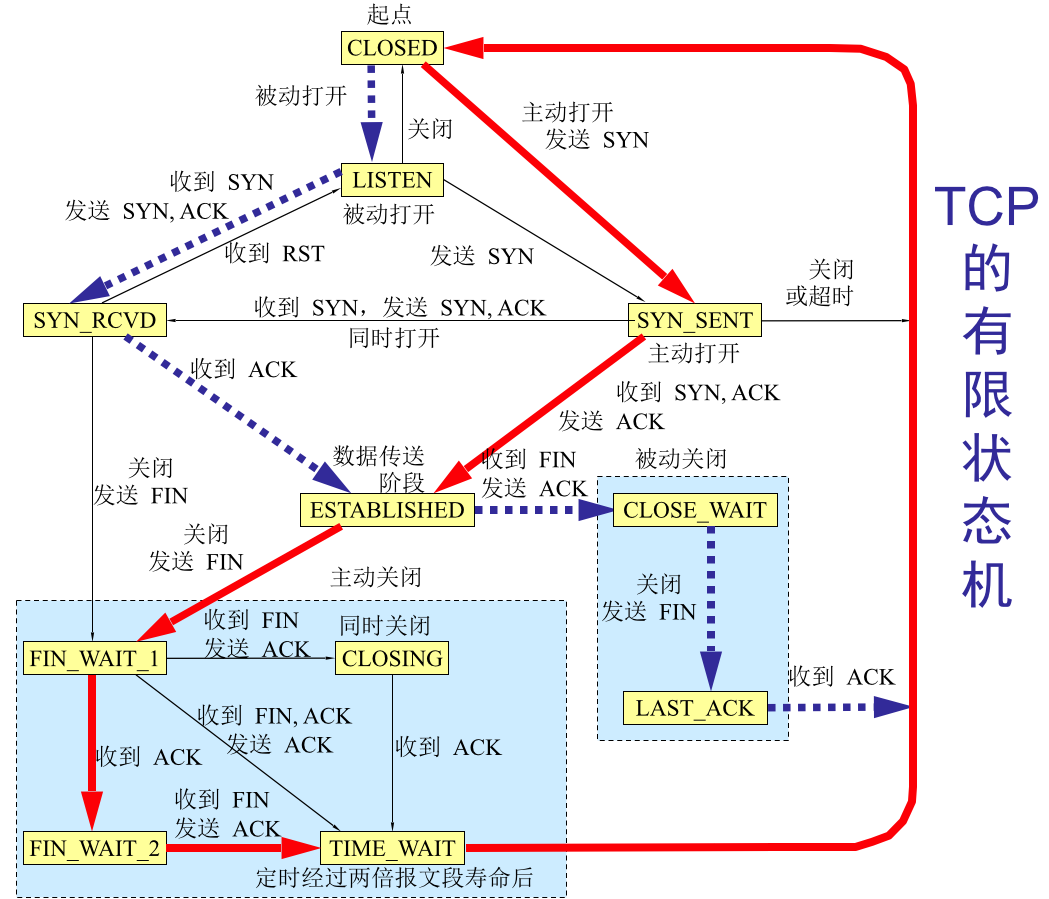 起点
CLOSED
被动打开
关闭
主动打开
发送 SYN
LISTEN
被动打开
收到 SYN
发送 SYN, ACK
收到 RST
发送 SYN
关闭
或超时
SYN_RCVD
收到 SYN，发送 SYN, ACK
同时打开
SYN_SENT
主动打开
收到 ACK
收到 SYN, ACK
发送 ACK
关闭
发送 FIN
数据传送
阶段
ESTABLISHED
收到 FIN
发送 ACK
被动关闭
CLOSE_WAIT
关闭
发送 FIN
关闭
发送 FIN
LAST_ACK
收到 ACK
主动关闭
FIN_WAIT_1
收到 FIN
发送 ACK
同时关闭
CLOSING
收到 FIN, ACK
发送 ACK
收到 ACK
收到 ACK
收到 FIN
发送 ACK
FIN_WAIT_2
TIME_WAIT
定时经过两倍报文段寿命后
TCP
的
有
限
状
态
机